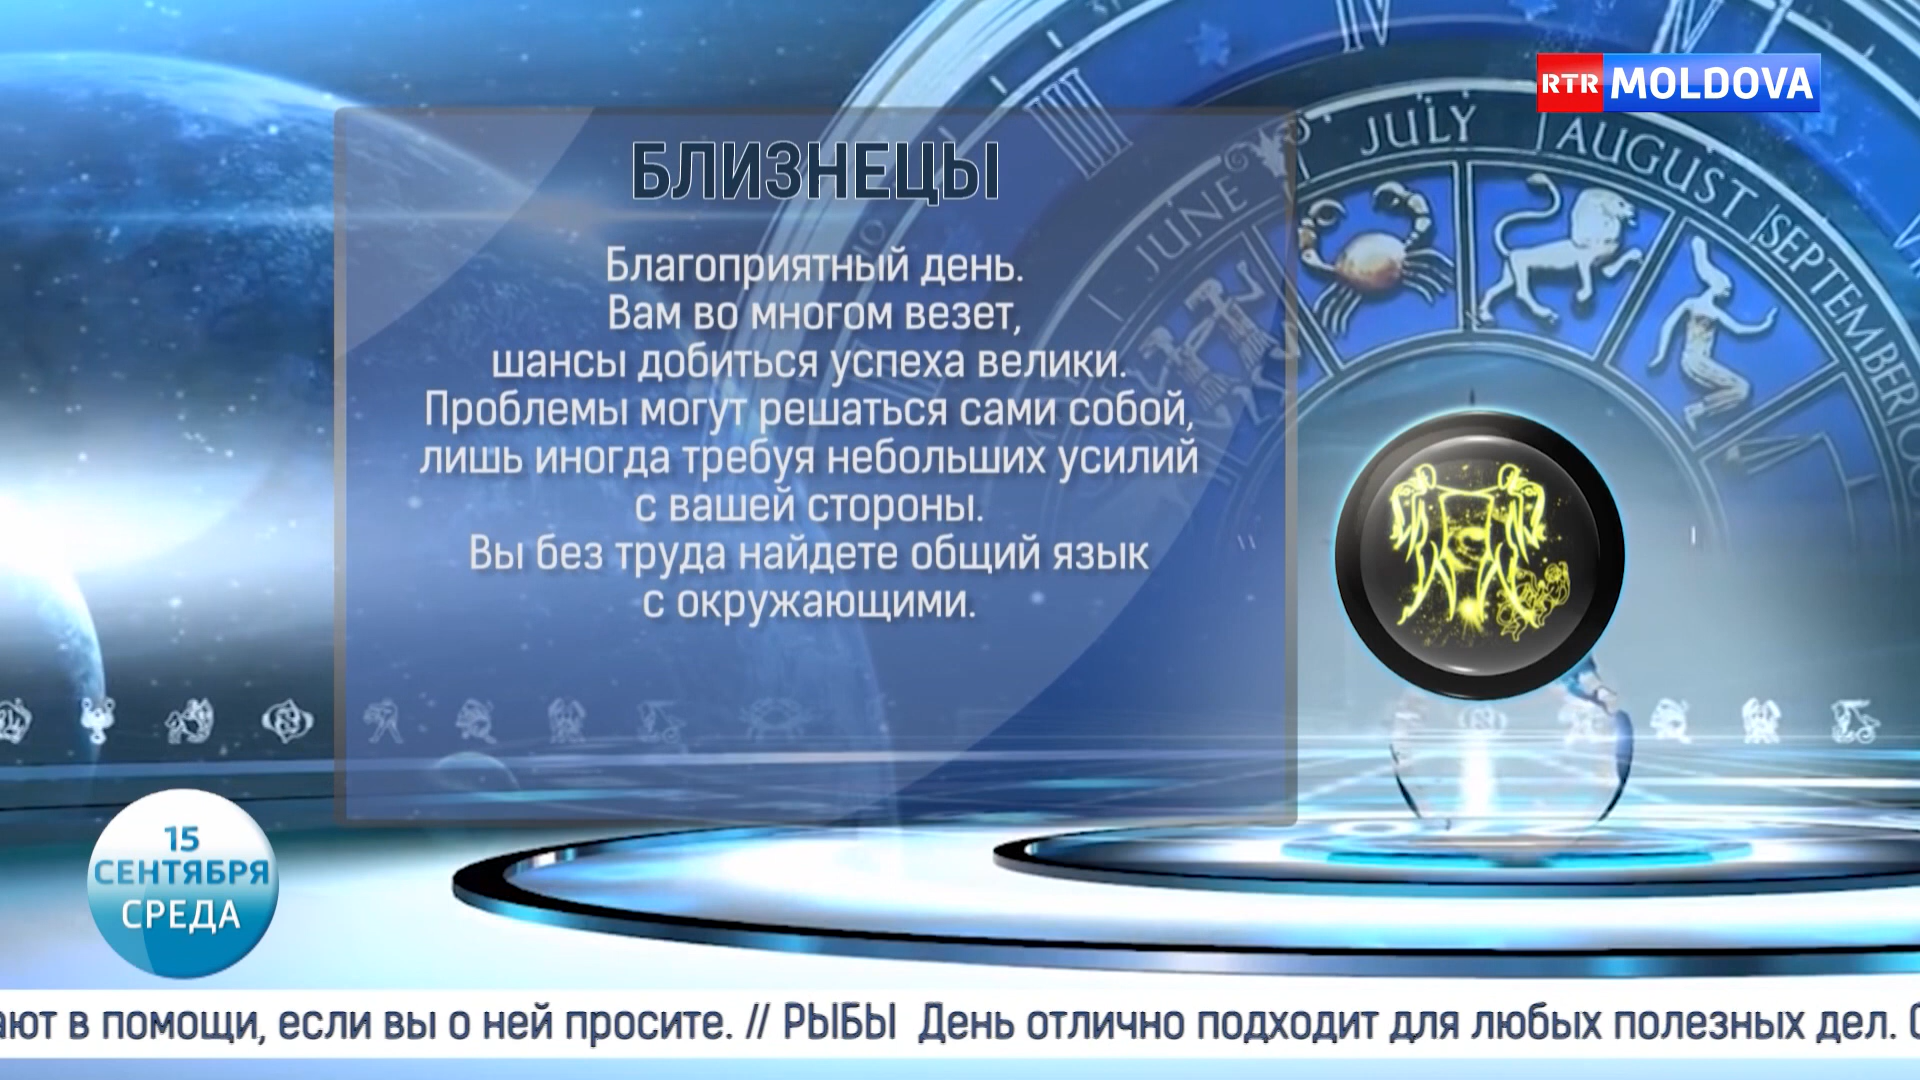 RTR MOLDOVA
JUNE
JULY
AUGUST
SEPTEMBER
БЛИЗНЕЦЫ
Благоприятный день.
Вам во многом везет,
шансы добиться успеха велики.
Проблемы могут решаться сами собой,
лишь иногда требуя небольших усилий
с вашей стороны.
Вы без труда найдете общий язык
с окружающими.
15
СЕНТЯБРЯ
СРЕДА
в помощи, если вы о ней просите. // РЫБЫ День отлично подходит для любых полезных дел.